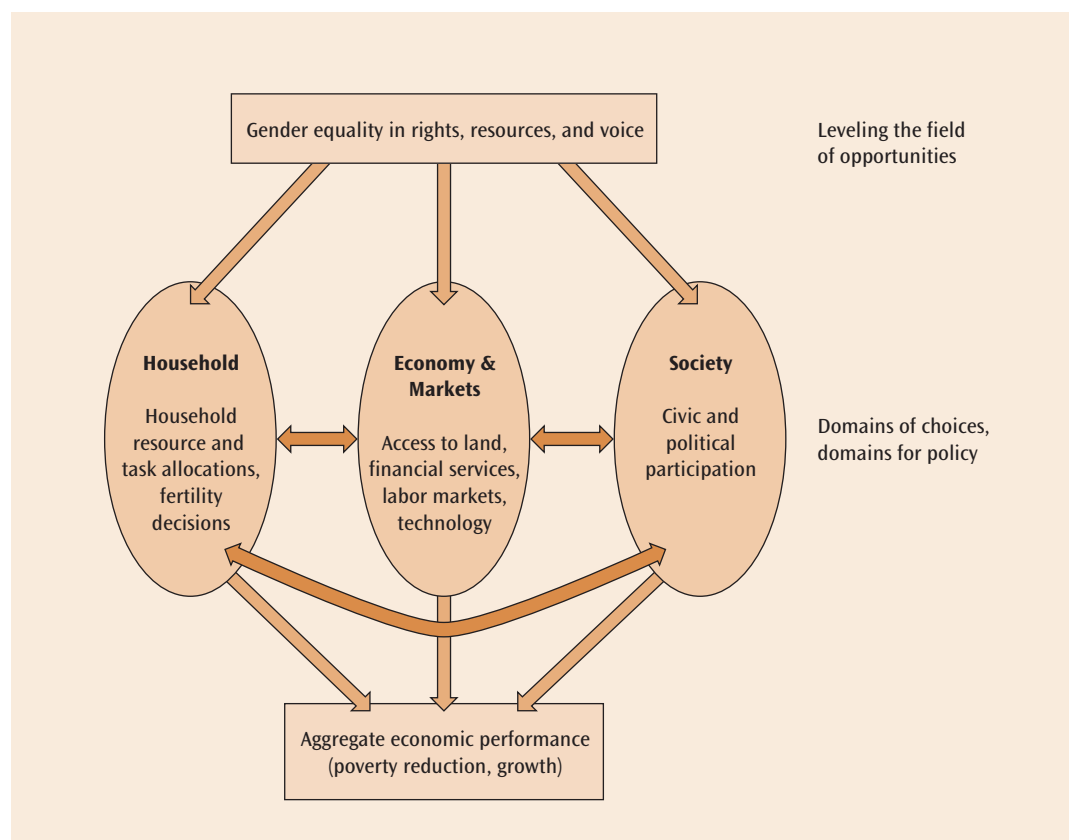 Gender equality in rights, resources, and voice
Leveling the field
of opportunities
Household
Household
resource and
task allocations,
fertility
decisions
Economy &
Markets
Access to land,
financial services,
labor markets,
technology
Society
Civic and
political
participation
Domains of choices,
domains for policy
Aggregate economic performance
(poverty reduction, growth)